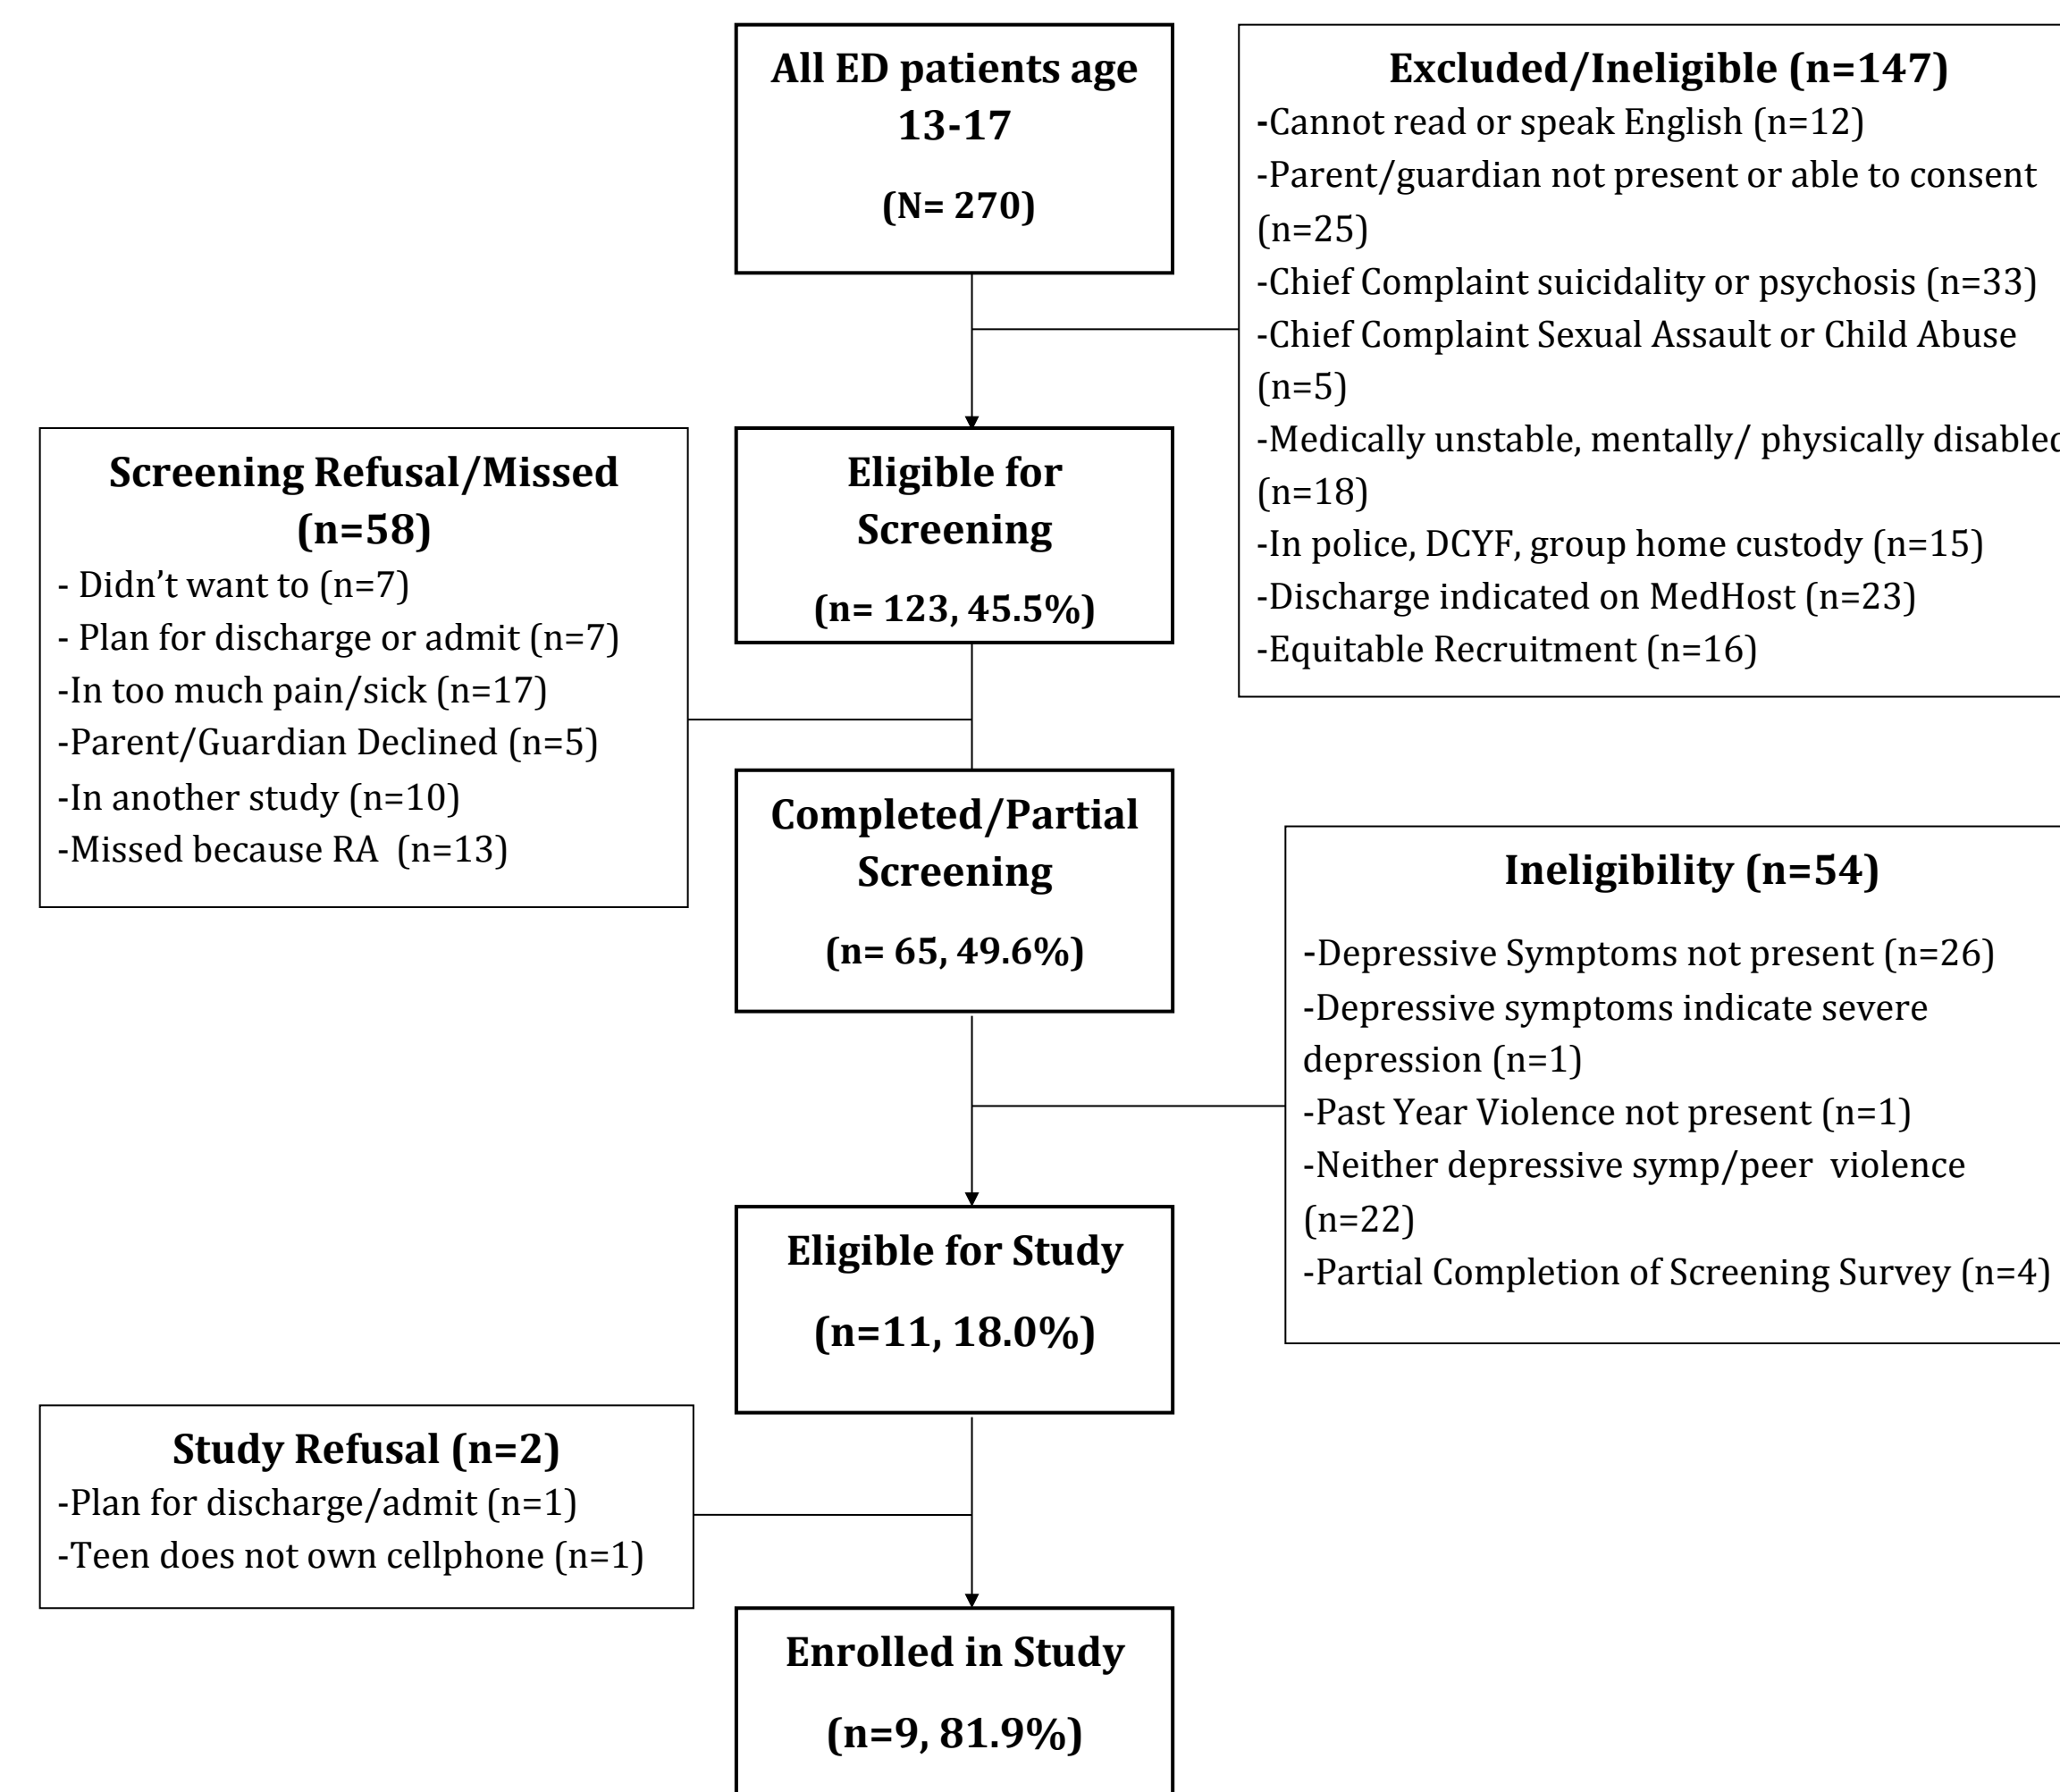 All ED patients age
13-17
(N= 270)
Excluded/Ineligible (n=147)
-Cannot read or speak English (n=12)
-Parent/guardian not present or able to consent
(n=25)
-Chief Complaint suicidality or psychosis (n=33)
-Chief Complaint Sexual Assault or Child Abuse
(n=5)
-Medically unstable, mentally/ physically disabled
(n=18)
-In police, DCYF, group home custody (n=15)
-Discharge indicated on MedHost (n=23)
-Equitable Recruitment (n=16)
Eligible for
Screening
(n= 123, 45.5%)
Screening Refusal/Missed
(n=58)
- Didn’t want to (n=7)
- Plan for discharge or admit (n=7)
-In too much pain/sick (n=17)
-Parent/Guardian Declined (n=5)
-In another study (n=10)
-Missed because RA  (n=13)
Completed/Partial
Screening
(n= 65, 49.6%)
Ineligibility (n=54)
-Depressive Symptoms not present (n=26)
-Depressive symptoms indicate severe
depression (n=1)
-Past Year Violence not present (n=1)
-Neither depressive symp/peer  violence
(n=22)
-Partial Completion of Screening Survey (n=4)
Eligible for Study
(n=11, 18.0%)
Study Refusal (n=2)
-Plan for discharge/admit (n=1)
-Teen does not own cellphone (n=1)
Enrolled in Study
(n=9, 81.9%)